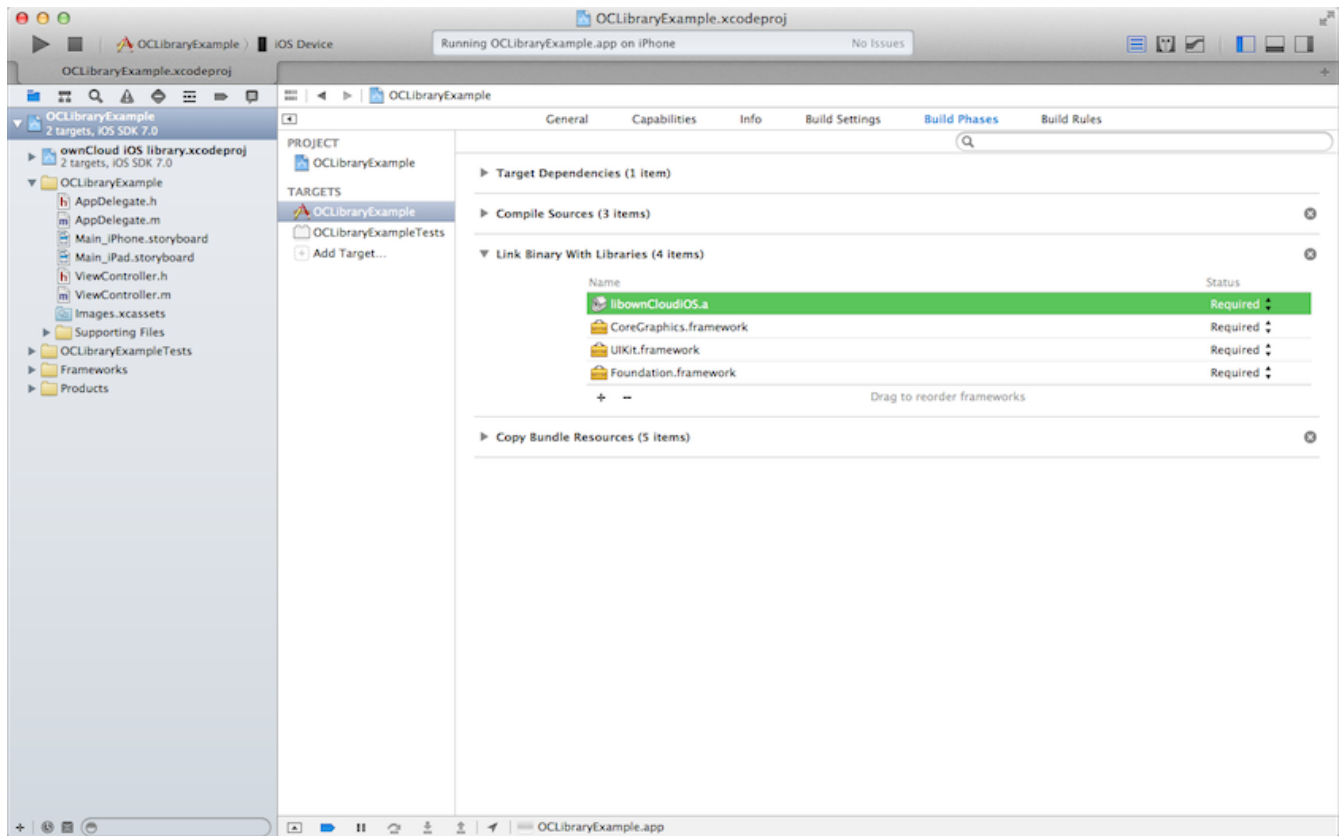 OCLibraryExample.xcodeproj
OCLibraryExample iOS Device
Running OCLibraryExample.app on iPhone No Issues
OCLibraryExample.xcodeproj
OCLibraryExample
2 targets, iOS SDK 7.0
ownCloud iOS library.xcodeproj
2 targets, iOS SDK 7.0
OCLibraryExample
AppDelegate.h
AppDelegate.m
Main_iPhone.storyboard
Main_iPad.storyboard
ViewController.h
ViewController.m
Images.xcassets
Supporting Files
OCLibraryExampleTests
Frameworks
Products
OCLibraryExample
General Capabilities Info Build Settings Build Phases Build Rules
PROJECT
OCLibraryExample
TARGETS
OCLibraryExample
OCLibraryExampleTests
Add Target...
Target Dependencies (1 item)
Compile Sources (3 items)
Link Binary With Libraries (4 items)
Name Status
libownCloudiOS.a Required
CoreGraphics.framework Required
UIKit.framework Required
Foundation.framework Required
Drag to reorder frameworks
Copy Bundle Resources (5 items)
OCLibraryExample.app